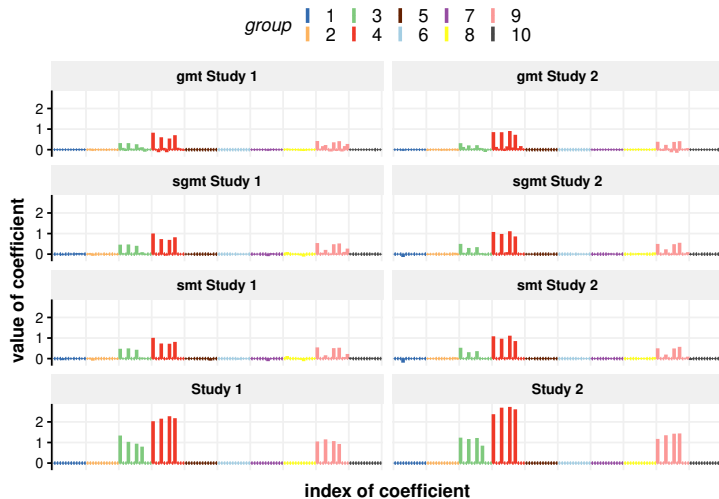 group 1 3 5 7 9
2 4 6 8 10
gmt Study 1 gmt Study 2
2
1
0
sgmt Study 1 sgmt Study 2
2
1
0
smt Study 1 smt Study 2
2
1
0
Study 1 Study 2
2
1
0
value of coefficient
index of coefficient